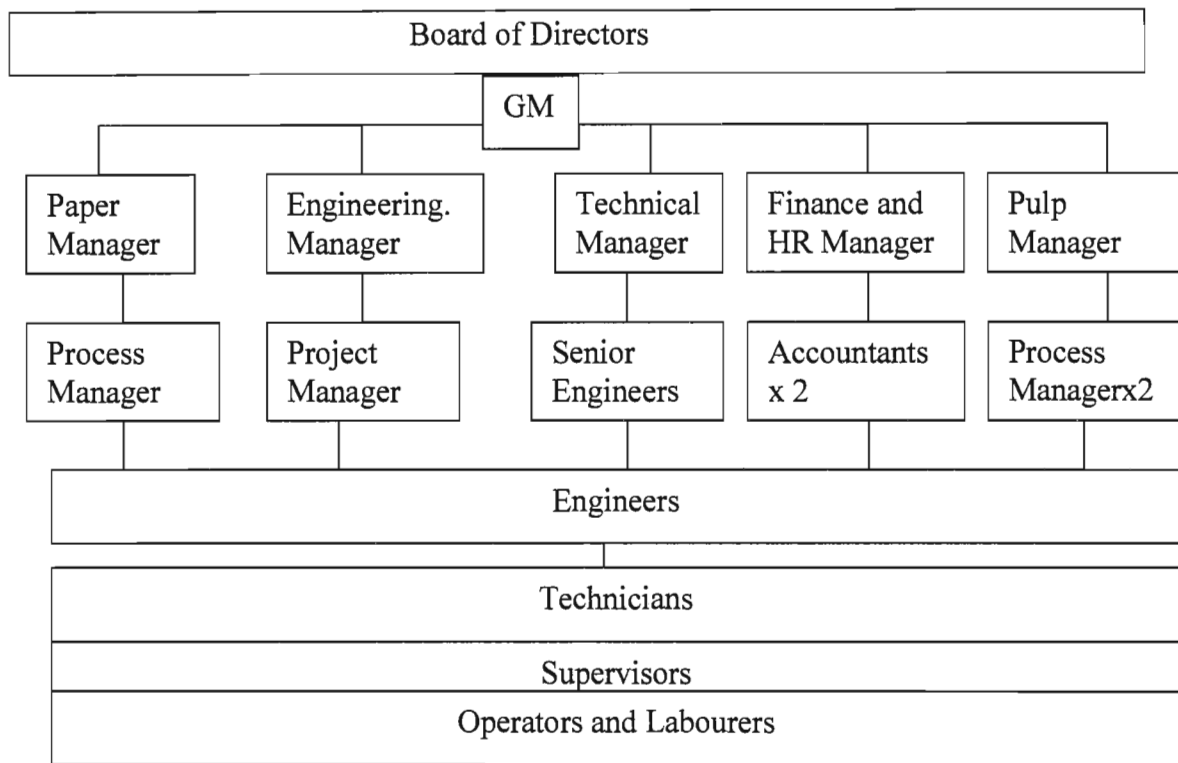 Board of Directors
GM
Paper
Manager
Engineering.
Manager
Technical
Manager
Finance and
HR Manager
Pulp
Manager
Process
Manager
Project
Manager
Senior
Engineers
Accountants
x 2
Process
Managerx2
Engineers
Technicians
Supervisors
Operators and Labourers